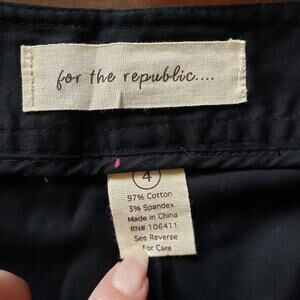 for the republic....
4
97% Cotton
3% Spandex
Made in China
RN# 106411
See Reverse
For Care